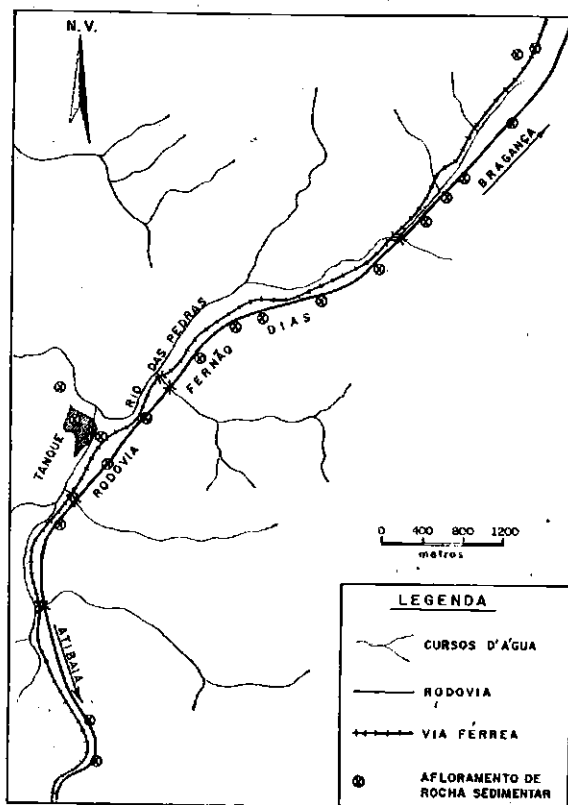 N.V.
BRAGANÇA
RIO DAS PEDRAS
FERNÃO DIAS
TANQUE
RODOVIA
0 400 800 1200
metros
ATIBAIA
LEGENDA
CURSOS D'ÁGUA
RODOVIA
VIA FÉRREA
AFLORAMENTO DE
ROCHA SEDIMENTAR